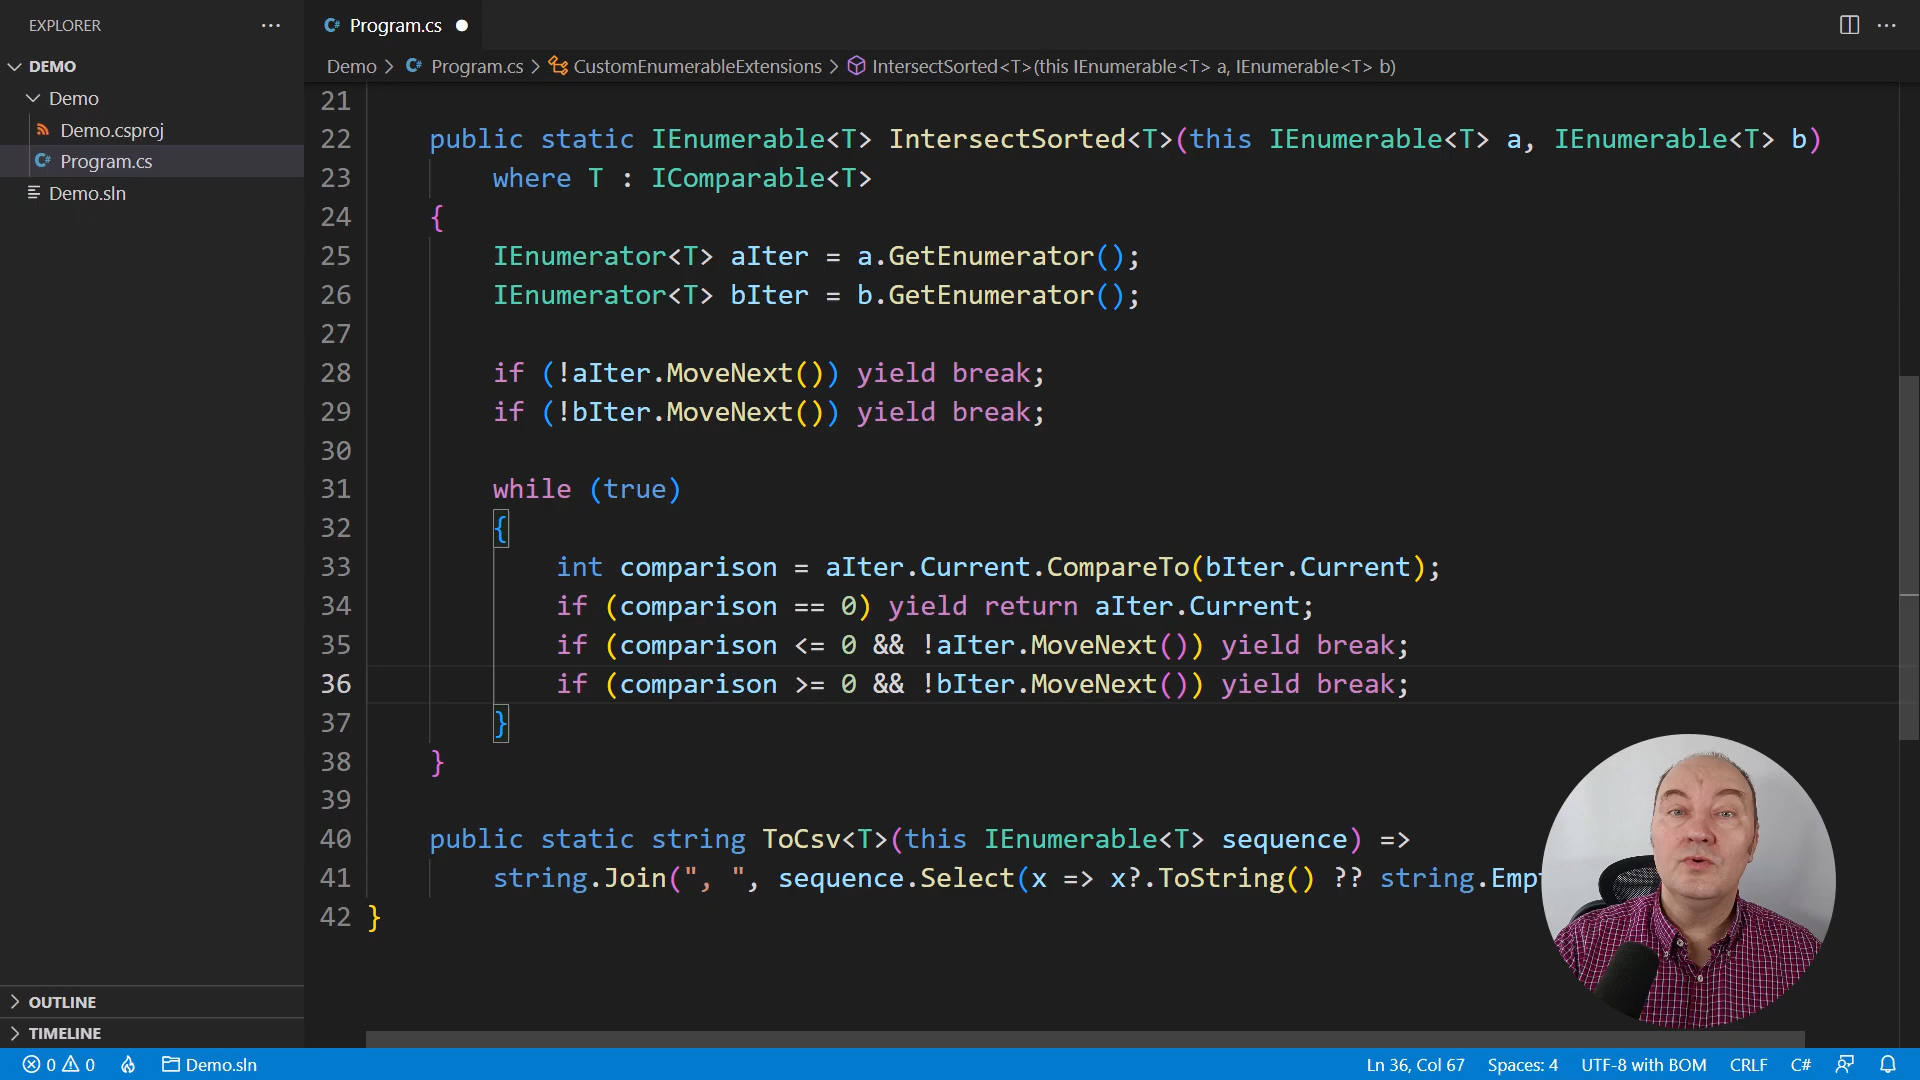 EXPLORER
DEMO
Demo
Demo.csproj
C# Program.cs
Demo.sln
OUTLINE
TIMELINE
C# Program.cs
Demo > C# Program.cs > CustomEnumerableExtensions > IntersectSorted<T>(this IEnumerable<T> a, IEnumerable<T> b)
21
22 public static IEnumerable<T> IntersectSorted<T>(this IEnumerable<T> a, IEnumerable<T> b)
23 where T : IComparable<T>
24 {
25 IEnumerator<T> aIter = a.GetEnumerator();
26 IEnumerator<T> bIter = b.GetEnumerator();
27
28 if (!aIter.MoveNext()) yield break;
29 if (!bIter.MoveNext()) yield break;
30
31 while (true)
32 {
33 int comparison = aIter.Current.CompareTo(bIter.Current);
34 if (comparison == 0) yield return aIter.Current;
35 if (comparison <= 0 && !aIter.MoveNext()) yield break;
36 if (comparison >= 0 && !bIter.MoveNext()) yield break;
37 }
38 }
39
40 public static string ToCsv<T>(this IEnumerable<T> sequence) =>
41 string.Join(", ", sequence.Select(x => x?.ToString() ?? string.Emp
42 }
0 0 Demo.sln Ln 36, Col 67 Spaces: 4 UTF-8 with BOM CRLF C#